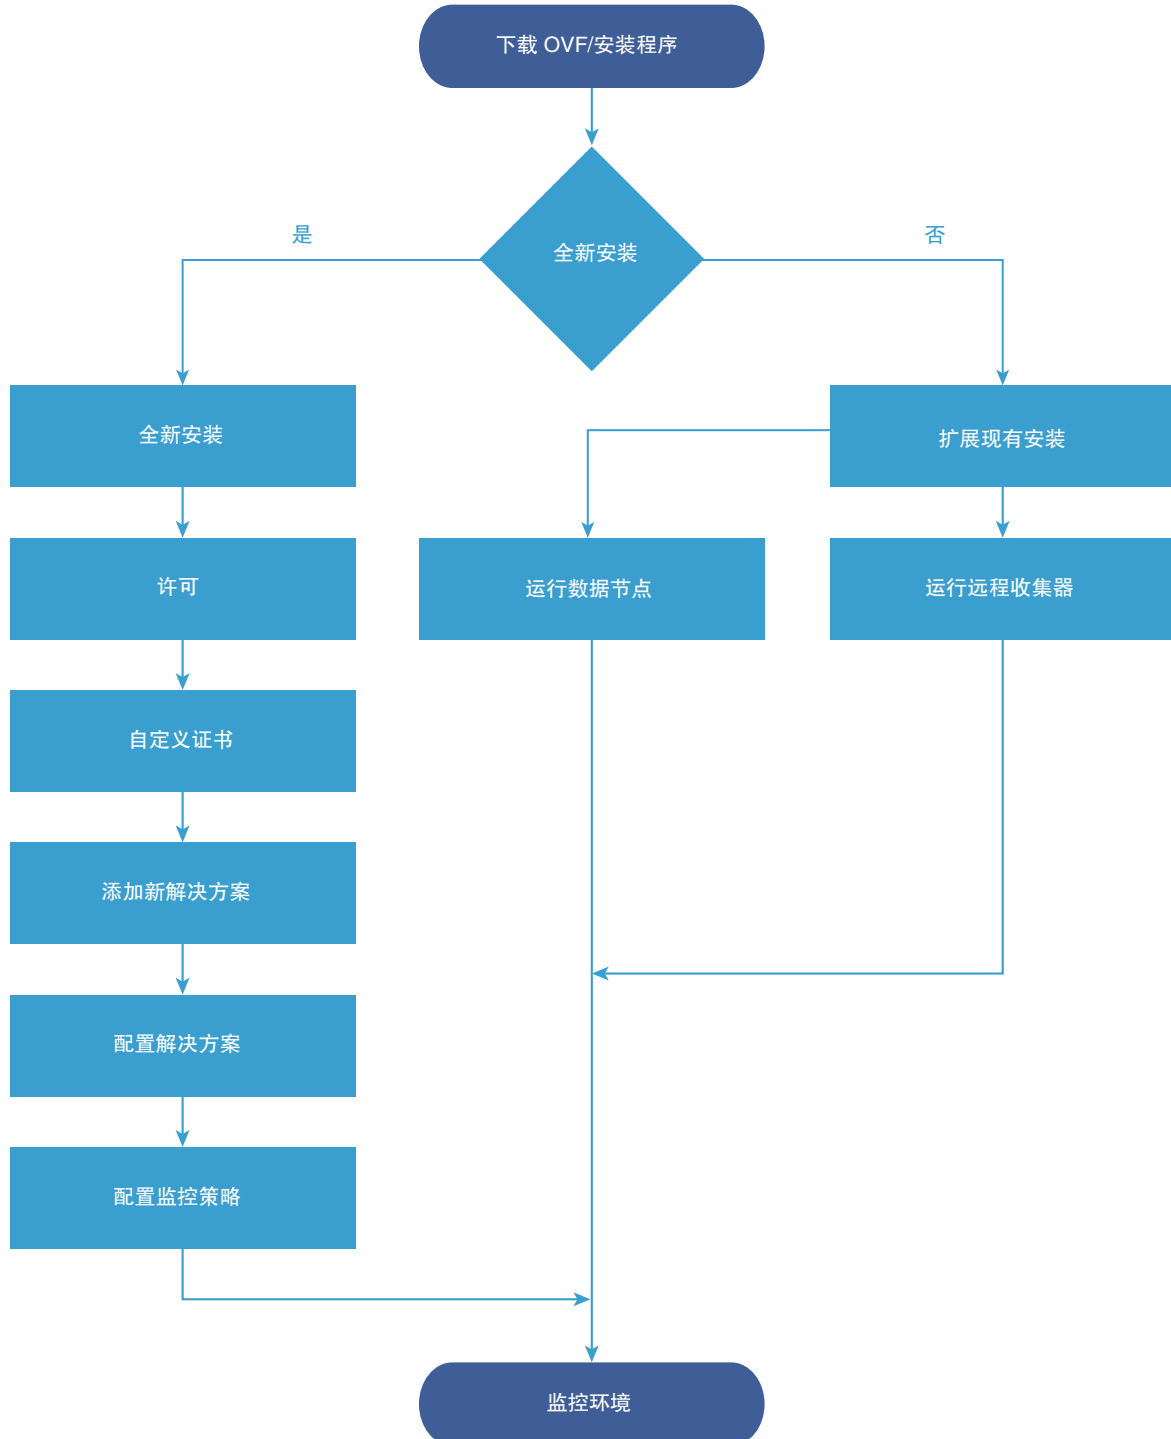 下载 OVF/安装程序
全新安装
是
否
全新安装
扩展现有安装
许可
运行数据节点
运行远程收集器
自定义证书
添加新解决方案
配置解决方案
配置监控策略
监控环境